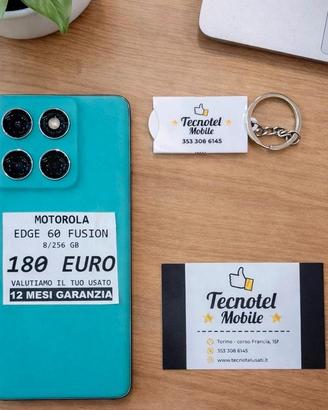 Tecnotel
Mobile
353 308 6145
MOTOROLA
EDGE 60 FUSION
8/256 GB
180 EURO
VALUTIAMO IL TUO USATO
12 MESI GARANZIA
Tecnotel
Mobile
Torino - corso Francia, 151
353 308 6145
www.tecnotelusati.it